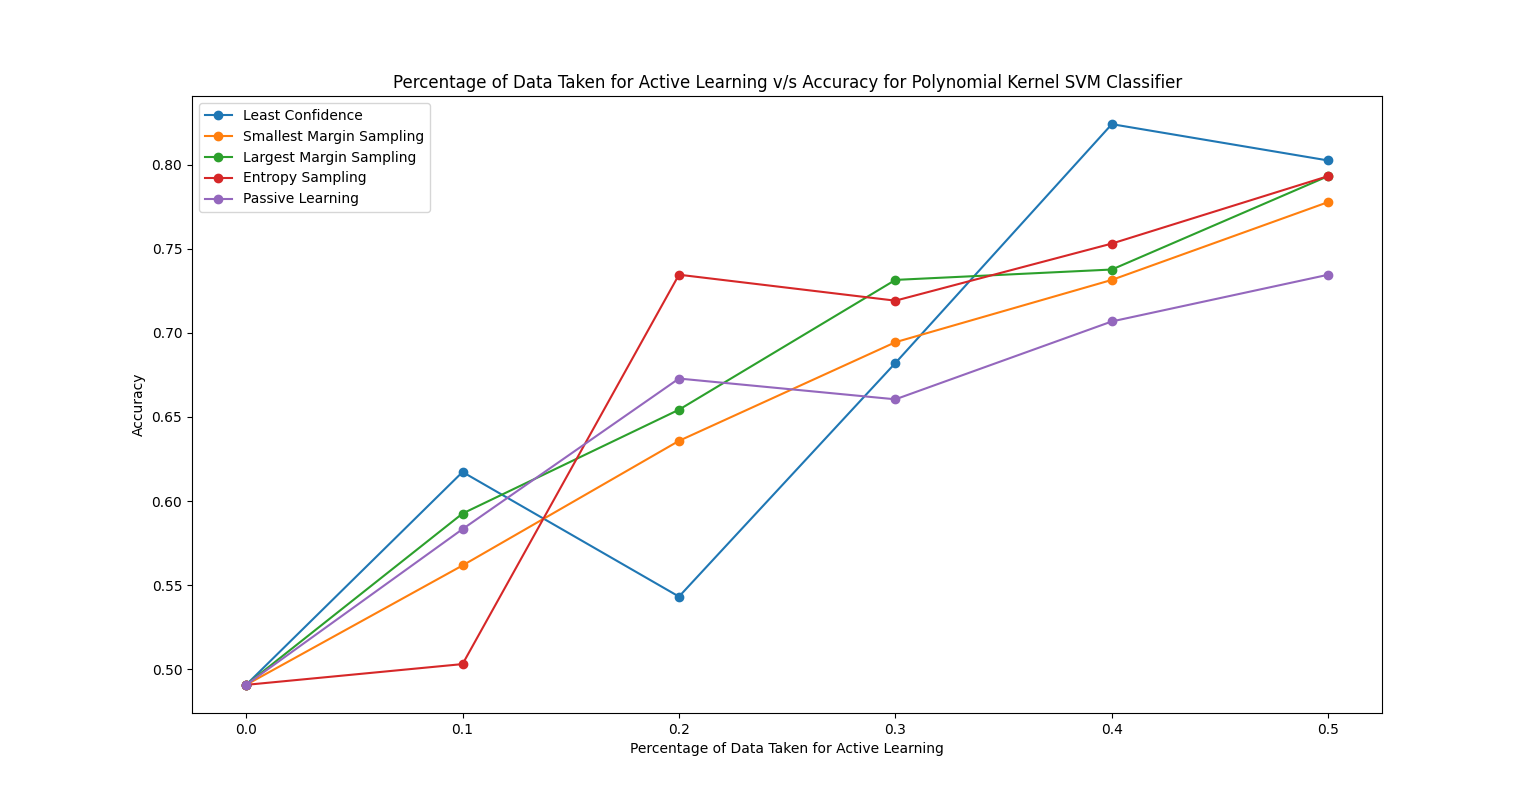 Percentage of Data Taken for Active Learning v/s Accuracy for Polynomial Kernel SVM Classifier
Least Confidence
Smallest Margin Sampling
Largest Margin Sampling
Entropy Sampling
Passive Learning
0.80
0.75
0.70
0.65
0.60
0.55
0.50
Accuracy
0.0 0.1 0.2 0.3 0.4 0.5
Percentage of Data Taken for Active Learning